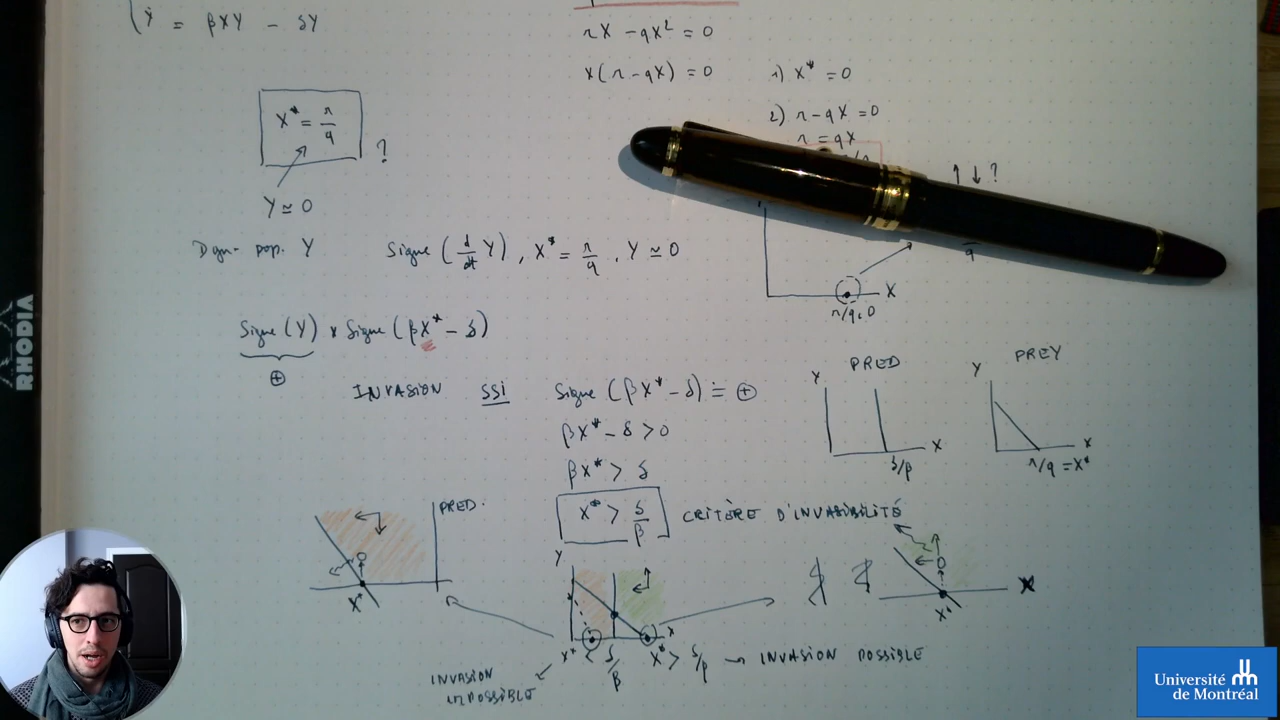 Ẏ = βXY - δY
rX - qX² = 0
X(r - qX) = 0
1) X* = 0
2) r - qX = 0
r = qX
X* = r/q
?
Y ≃ 0
↑ ↓ ?
q
Dyn. pop. Y
Signe (d/dt Y), X* = r/q, Y ≃ 0
X
r/q, 0
Signe (Y) x Signe (βX* - δ)
⊕
INVASION SSI Signe (βX* - δ) = ⊕
βX* - δ > 0
βX* > δ
X* > δ/β
CRITÈRE D'INVASIBILITÉ
PRED
Y
X
δ/β
PREY
Y
X
r/q = X*
PRED.
X*
Y
X
X* < δ/β
X* > δ/β → INVASION POSSIBLE
INVASION
IMPOSSIBLE
X*
X
RHODIA
Université
de Montréal